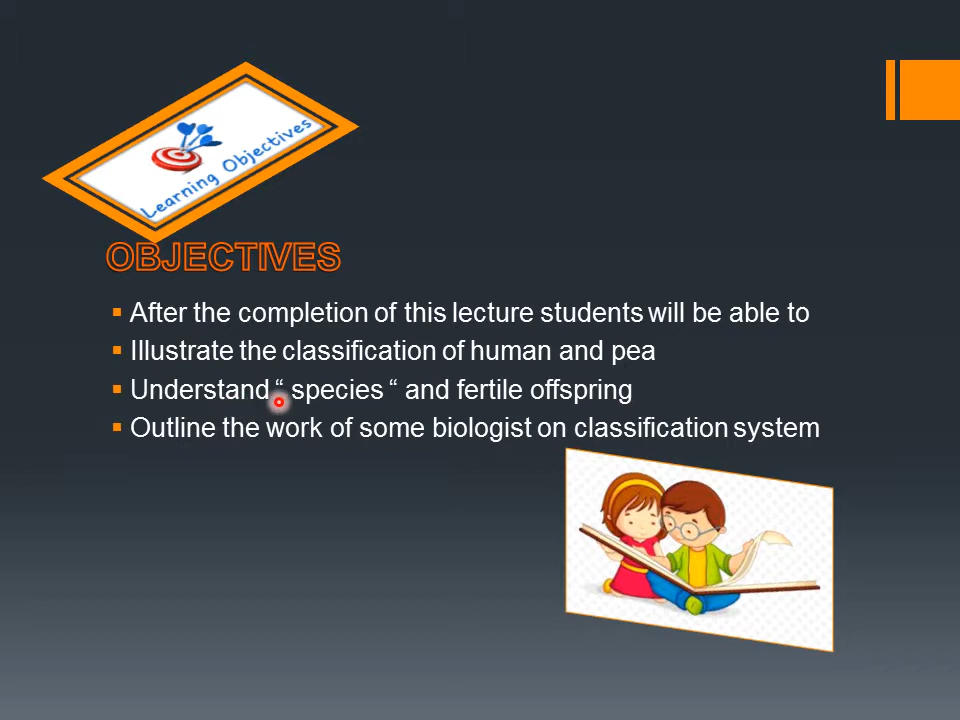 Learning Objectives
OBJECTIVES
After the completion of this lecture students will be able to
Illustrate the classification of human and pea
Understand “ species “ and fertile offspring
Outline the work of some biologist on classification system